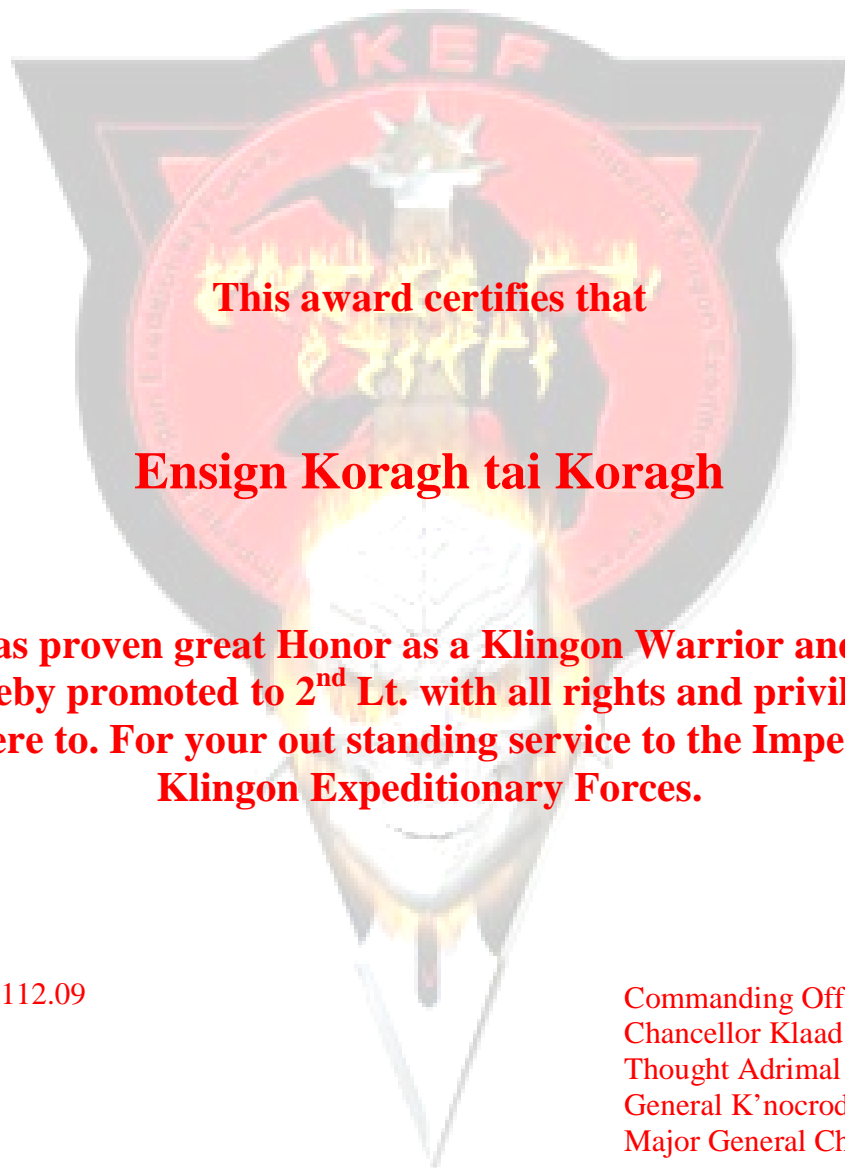 IKEF
This award certifies that
Ensign Koragh tai Koragh
as proven great Honor as a Klingon Warrior and
eby promoted to 2nd Lt. with all rights and privil
ere to. For your out standing service to the Impe
Klingon Expeditionary Forces.
112.09
Commanding Off
Chancellor Klaad
Thought Adrimal
General K’nocrod
Major General Ch